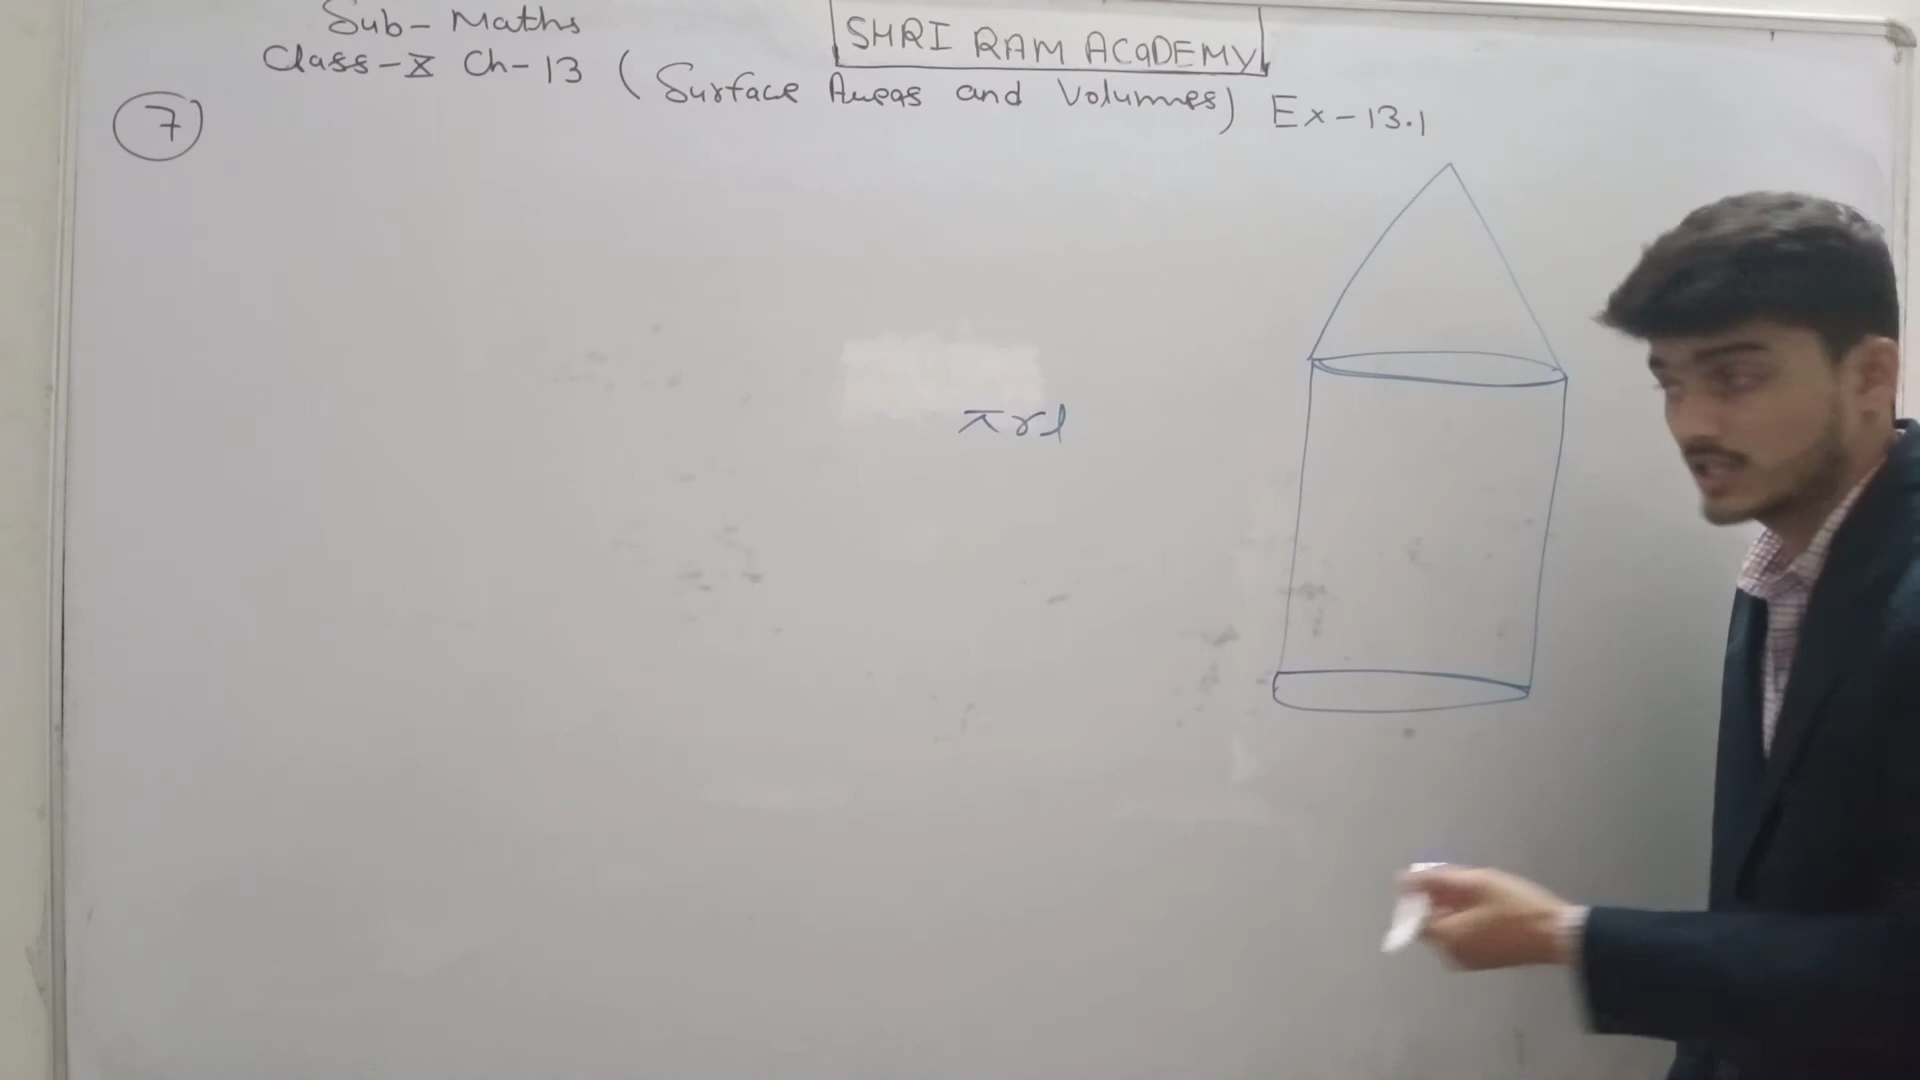 Sub- Maths
SHRI RAM ACADEMY
Class-X Ch-13 (Surface Areas and Volumes) Ex-13.1
7
πrl